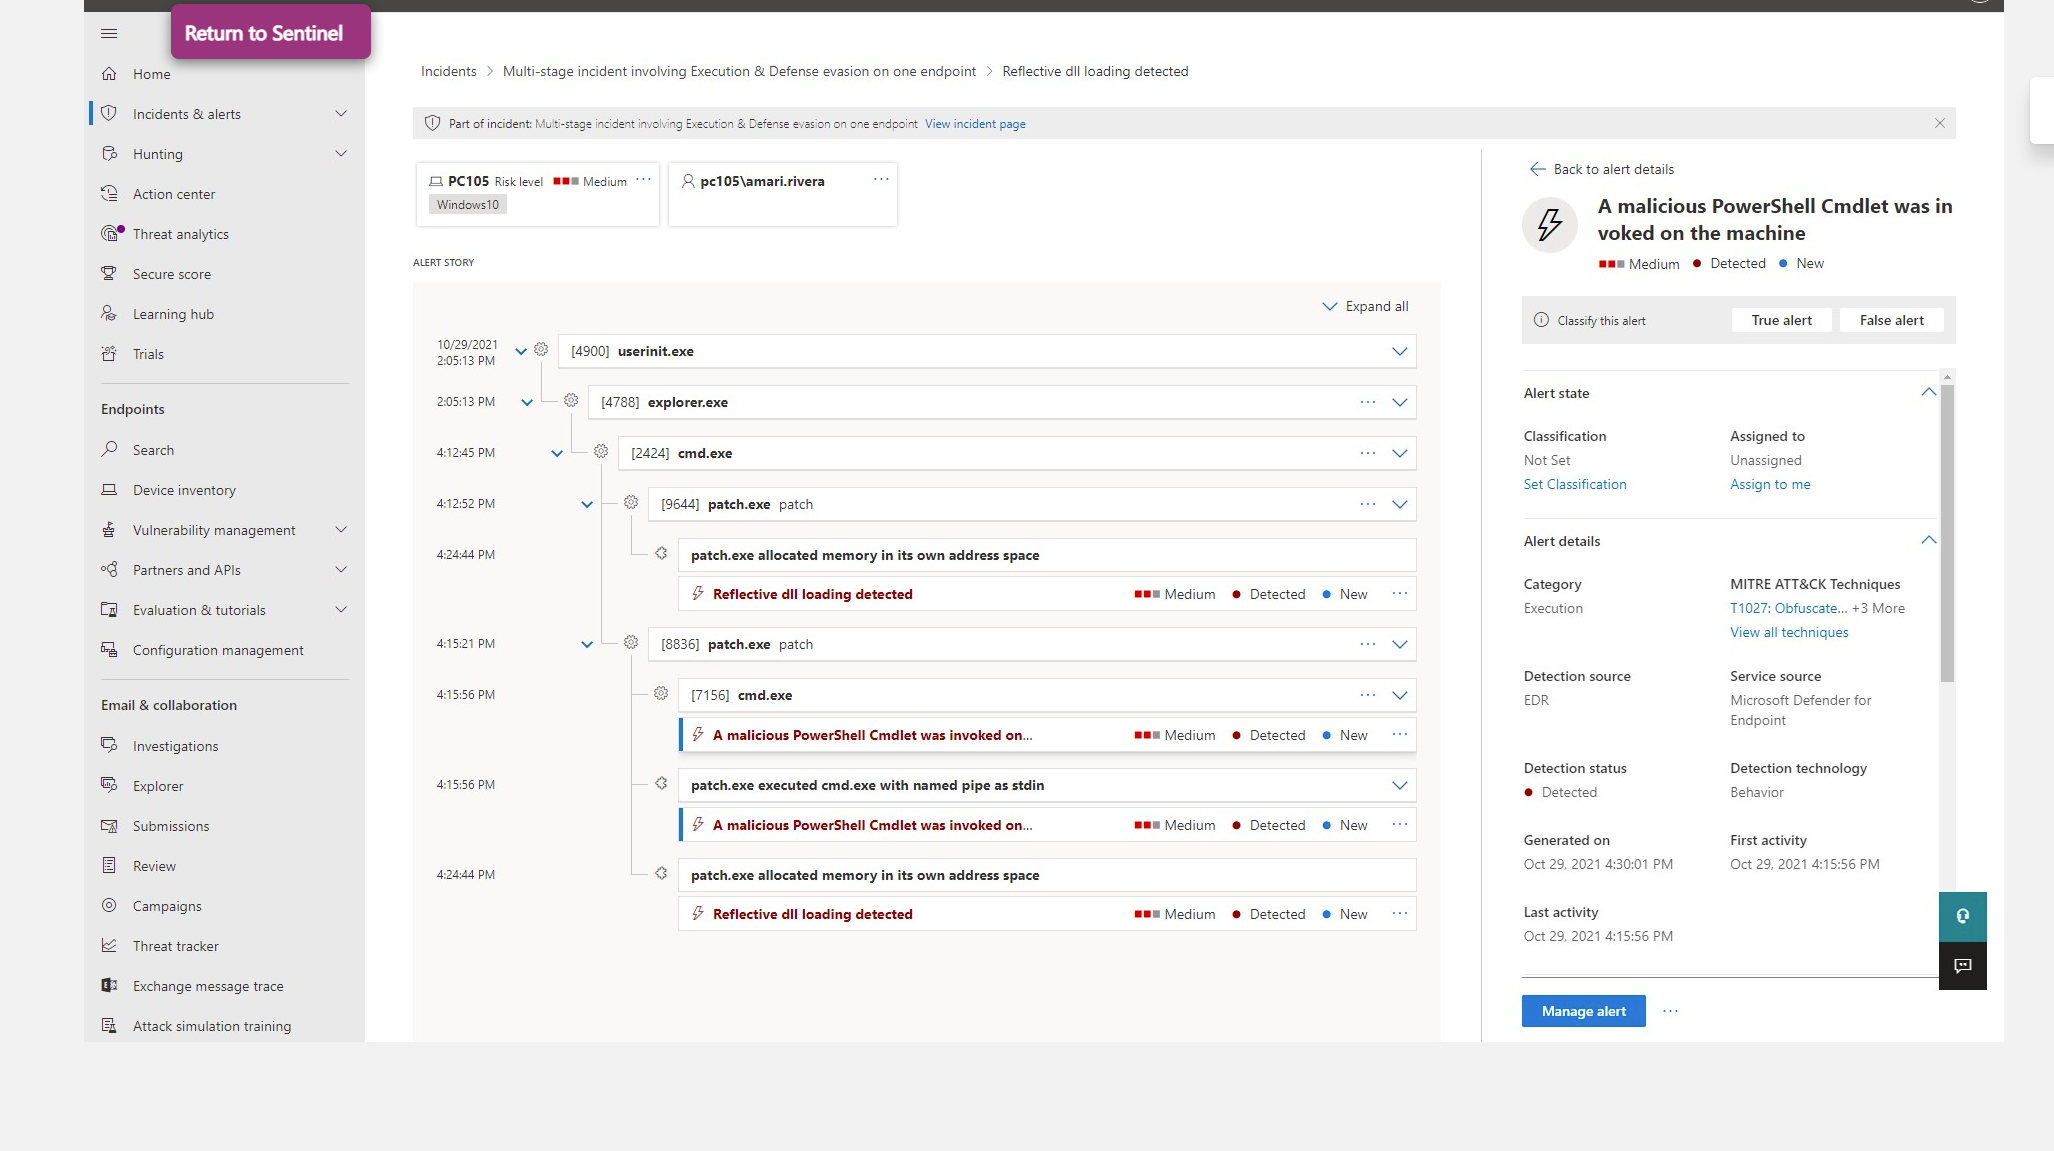 Return to Sentinel
Home
Incidents & alerts
Hunting
Action center
Threat analytics
Secure score
Learning hub
Trials
Endpoints
Search
Device inventory
Vulnerability management
Partners and APIs
Evaluation & tutorials
Configuration management
Email & collaboration
Investigations
Explorer
Submissions
Review
Campaigns
Threat tracker
Exchange message trace
Attack simulation training
Incidents > Multi-stage incident involving Execution & Defense evasion on one endpoint > Reflective dll loading detected
Part of incident: Multi-stage incident involving Execution & Defense evasion on one endpoint View incident page
PC105 Risk level Medium ...
Windows10
pc105\amari.rivera ...
ALERT STORY
Expand all
10/29/2021
2:05:13 PM
[4900] userinit.exe
2:05:13 PM [4788] explorer.exe ...
4:12:45 PM [2424] cmd.exe ...
4:12:52 PM [9644] patch.exe patch ...
4:24:44 PM patch.exe allocated memory in its own address space
Reflective dll loading detected Medium Detected New ...
4:15:21 PM [8836] patch.exe patch ...
4:15:56 PM [7156] cmd.exe ...
A malicious PowerShell Cmdlet was invoked on... Medium Detected New ...
4:15:56 PM patch.exe executed cmd.exe with named pipe as stdin
A malicious PowerShell Cmdlet was invoked on... Medium Detected New ...
4:24:44 PM patch.exe allocated memory in its own address space
Reflective dll loading detected Medium Detected New ...
Back to alert details
A malicious PowerShell Cmdlet was in
voked on the machine
Medium Detected New
Classify this alert True alert False alert
Alert state
Classification Assigned to
Not Set Unassigned
Set Classification Assign to me
Alert details
Category MITRE ATT&CK Techniques
Execution T1027: Obfuscate... +3 More
View all techniques
Detection source Service source
EDR Microsoft Defender for
Endpoint
Detection status Detection technology
Detected Behavior
Generated on First activity
Oct 29, 2021 4:30:01 PM Oct 29, 2021 4:15:56 PM
Last activity
Oct 29, 2021 4:15:56 PM
Manage alert ...